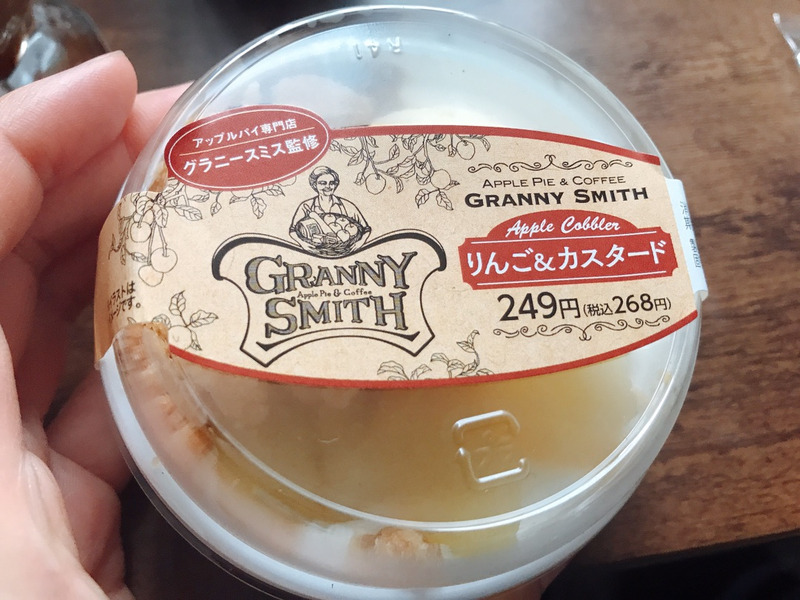 アップルパイ専門店
グラニースミス監修
APPLE PIE & COFFEE
GRANNY SMITH
Apple Cobbler
りんご&カスタード
249円(税込268円)
GRANNY
Apple Pie & Coffee
SMITH